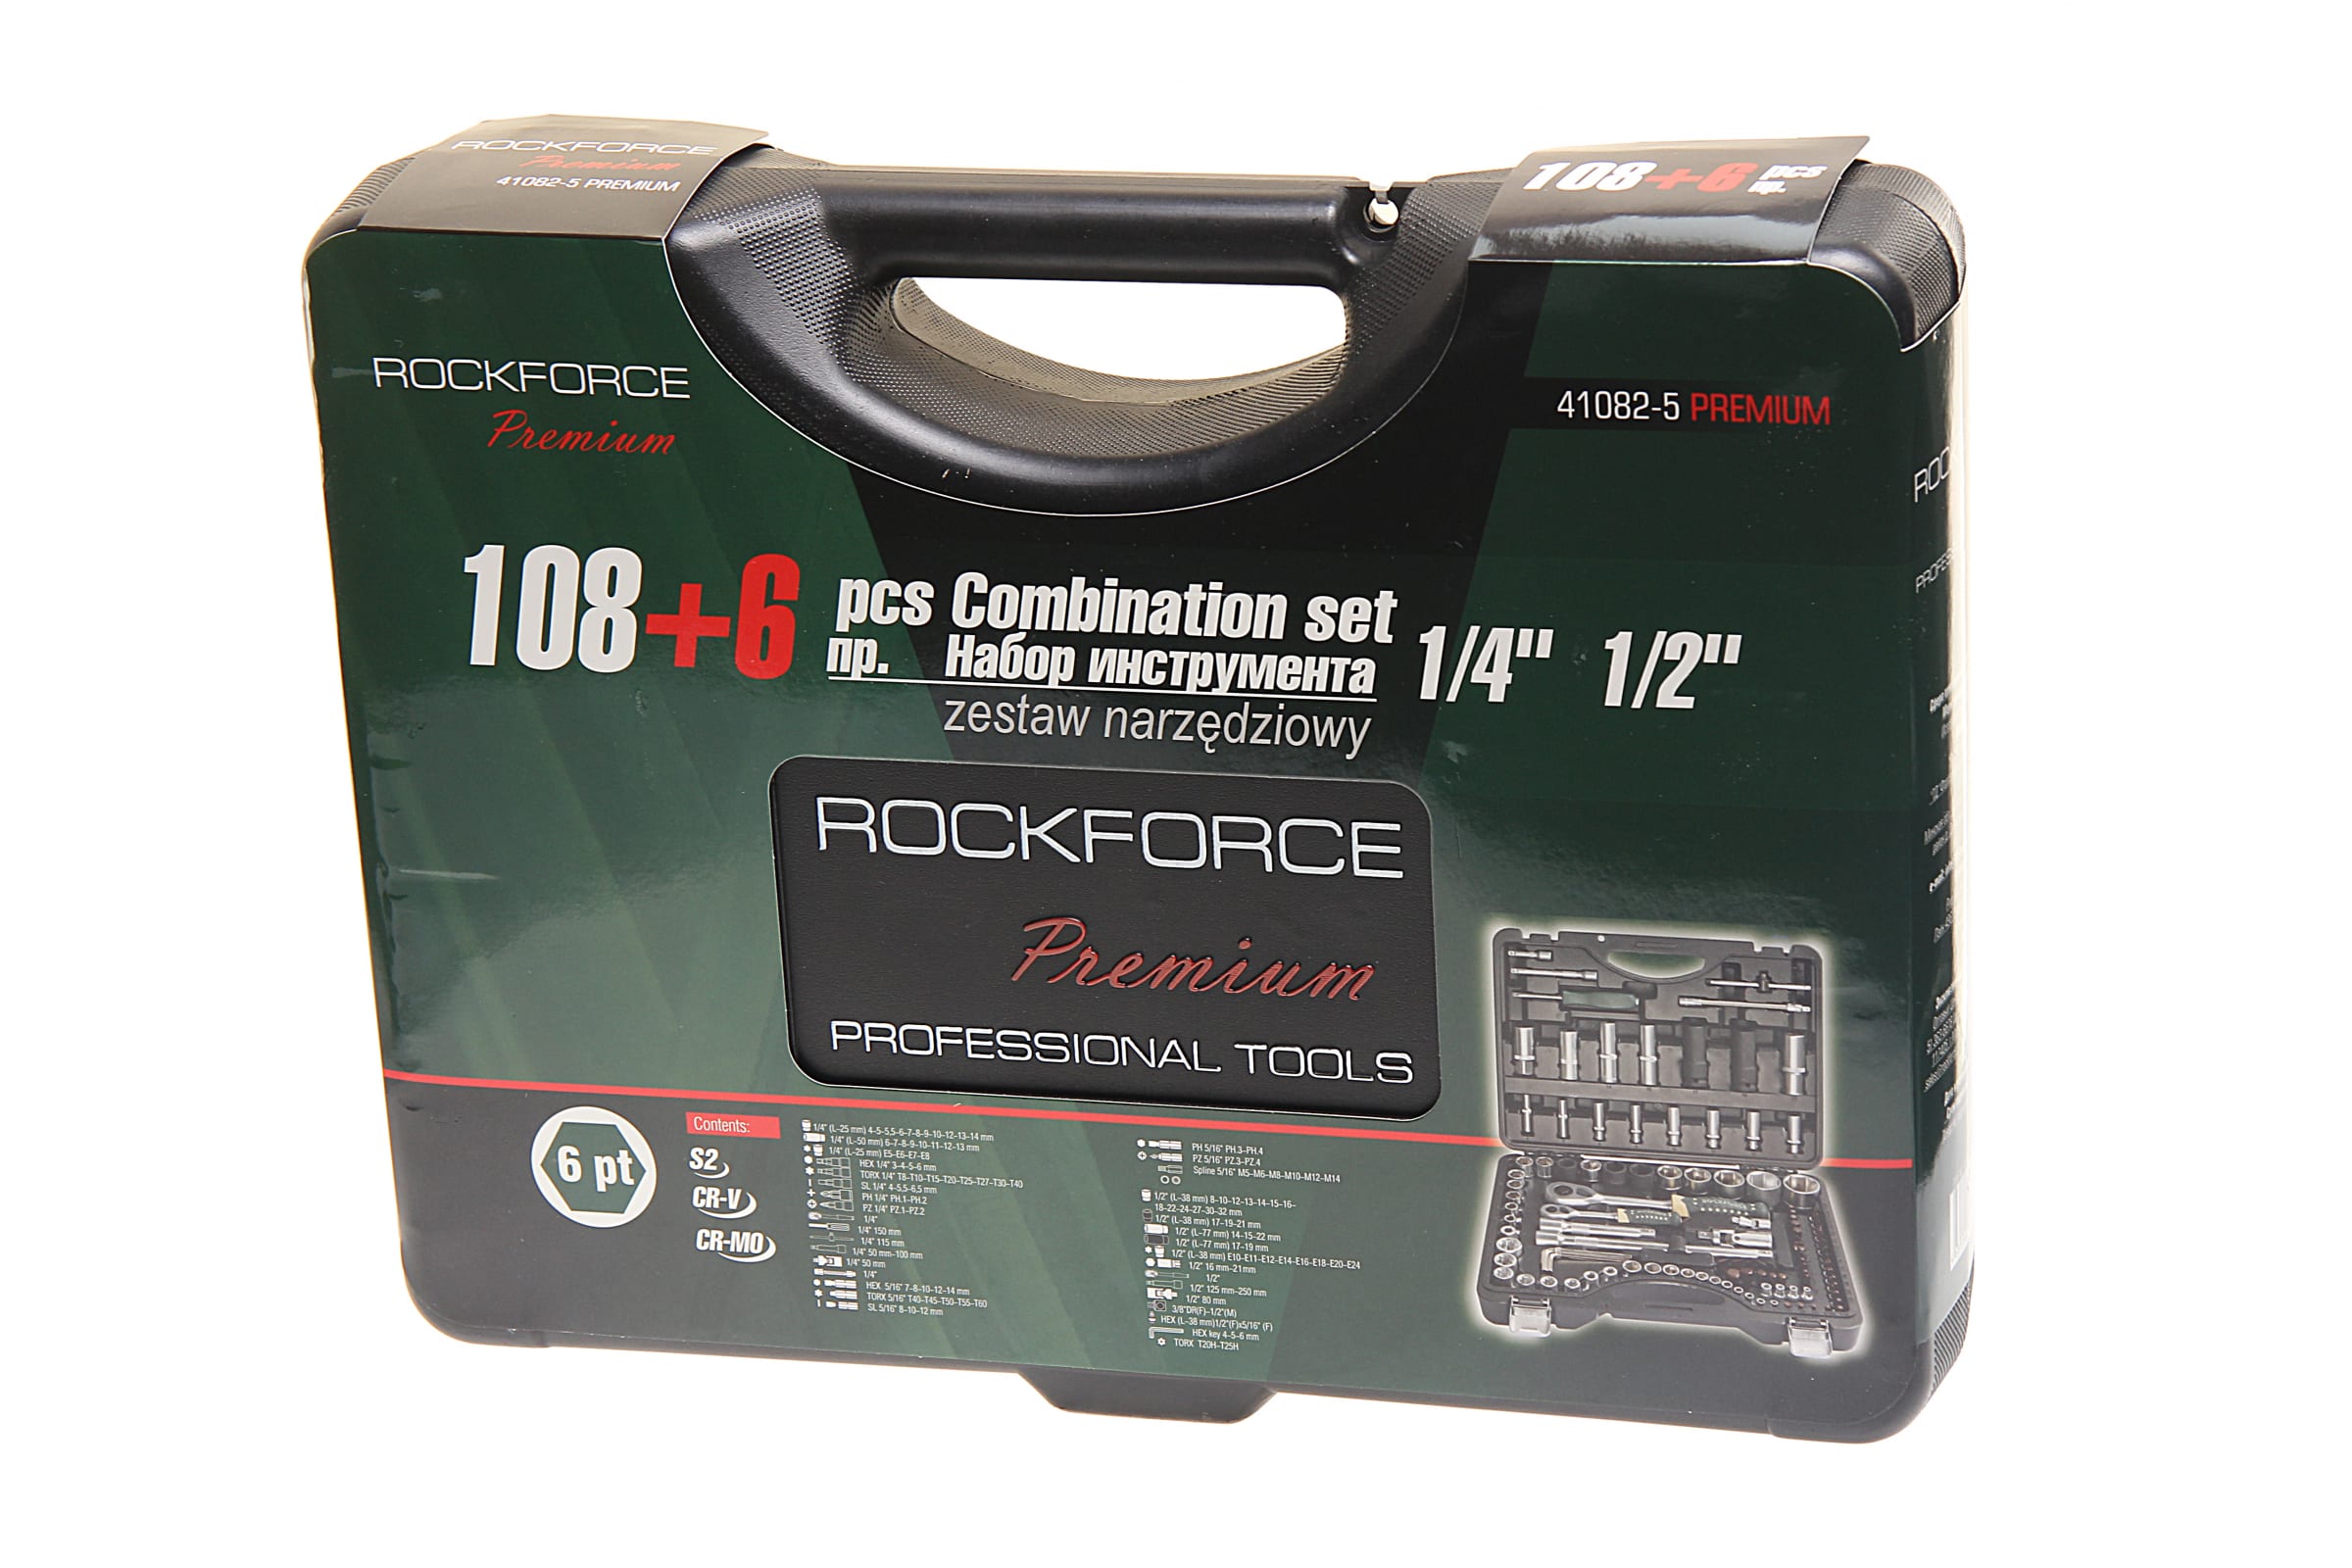 ROCKFORCE
Premium
41082-5 PREMIUM
108+6 pcs
пр.
ROCKFORCE
Premium
41082-5 PREMIUM
108+6 pcs Combination set 1/4" 1/2"
пр. Набор инструмента
zestaw narzędziowy
ROCKFORCE
Premium
PROFESSIONAL TOOLS
6 pt
Contents:
S2
CR-V
CR-MO
1/4" (L-25 mm) 4-5-5,5-6-7-8-9-10-12-13-14 mm
1/4" (L-50 mm) 6-7-8-9-10-11-12-13 mm
1/4" (L-25 mm) E5-E6-E7-E8
HEX 1/4" 3-4-5-6 mm
TORX 1/4" T8-T10-T15-T20-T25-T27-T30-T40
SL 1/4" 4-5,5-6,5 mm
PH 1/4" PH.1-PH.2
PZ 1/4" PZ.1-PZ.2
1/4"
1/4" 150 mm
1/4" 115 mm
1/4" 50 mm-100 mm
1/4" 50 mm
1/4"
HEX 5/16" 7-8-10-12-14 mm
TORX 5/16" T40-T45-T50-T55-T60
SL 5/16" 8-10-12 mm
PH 5/16" PH.3-PH.4
PZ 5/16" PZ.3-PZ.4
Spline 5/16" M5-M6-M8-M10-M12-M14
1/2" (L-38 mm) 8-10-12-13-14-15-16-
18-22-24-27-30-32 mm
1/2" (L-38 mm) 17-19-21 mm
1/2" (L-77 mm) 14-15-22 mm
1/2" (L-77 mm) 17-19 mm
1/2" (L-38 mm) E10-E11-E12-E14-E16-E18-E20-E24
1/2" 16 mm-21mm
1/2"
1/2" 125 mm-250 mm
1/2" 80 mm
3/8"DR(F)-1/2"(M)
HEX (L-38 mm)1/2"(F)x5/16" (F)
HEX key 4-5-6 mm
TORX T20H-T25H